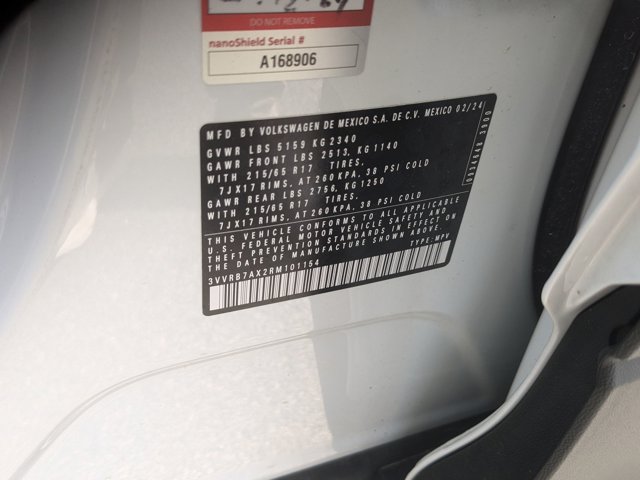 DO NOT REMOVE
nanoShield Serial #
A168906
MFD BY VOLKSWAGEN DE MEXICO S.A. DE C.V. MEXICO 02/24
GVWR LBS 5159 KG 2340
GAWR FRONT LBS 2513, KG 1140
WITH 215/65 R17 TIRES.
7JX17 RIMS, AT 260 KPA, 38 PSI COLD
GAWR REAR LBS 2756, KG 1250
WITH 215/65 R17 TIRES.
7JX17 RIMS, AT 260 KPA, 38 PSI COLD
THIS VEHICLE CONFORMS TO ALL APPLICABLE
U.S. FEDERAL MOTOR VEHICLE SAFETY AND
THEFT PREVENTION STANDARDS IN EFFECT ON
THE DATE OF MANUFACTURE SHOWN ABOVE.
TYPE: MPV
3VVRB7AX2RM101154